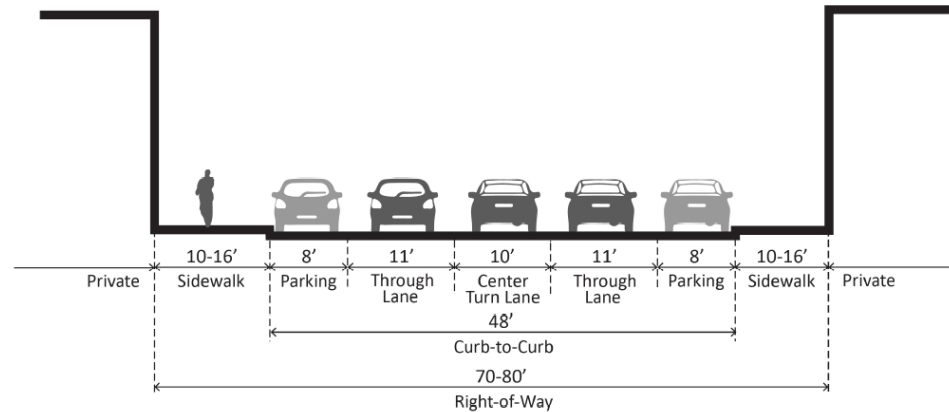 10-16’ 8’ 11’ 10’ 11’ 8’ 10-16’
Private Sidewalk Parking Through Center Through Parking Sidewalk Private
Lane Turn Lane Lane
48’
Curb-to-Curb
70-80’
Right-of-Way